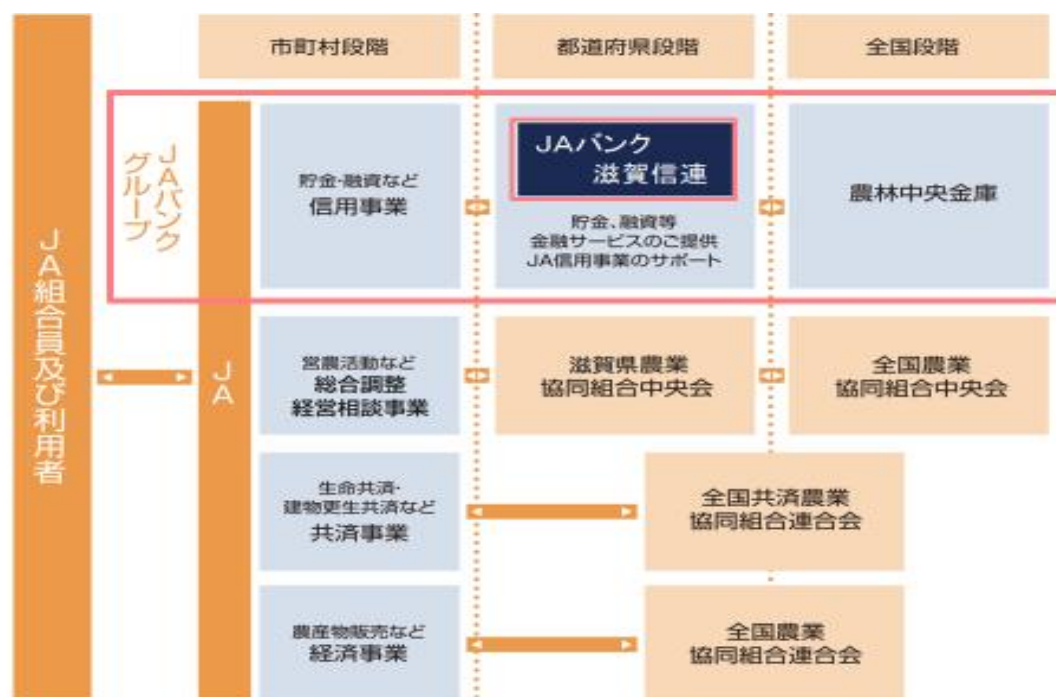 市町村段階
都道府県段階
全国段階
JA組合員及び利用者
JAバンク
グループ
JA
貯金・融資など
信用事業
JAバンク
滋賀信連
貯金、融資等
金融サービスのご提供
JA信用事業のサポート
農林中央金庫
営農活動など
総合調整
経営相談事業
滋賀県農業
協同組合中央会
全国農業
協同組合中央会
生命共済・
建物更生共済など
共済事業
全国共済農業
協同組合連合会
農産物販売など
経済事業
全国農業
協同組合連合会